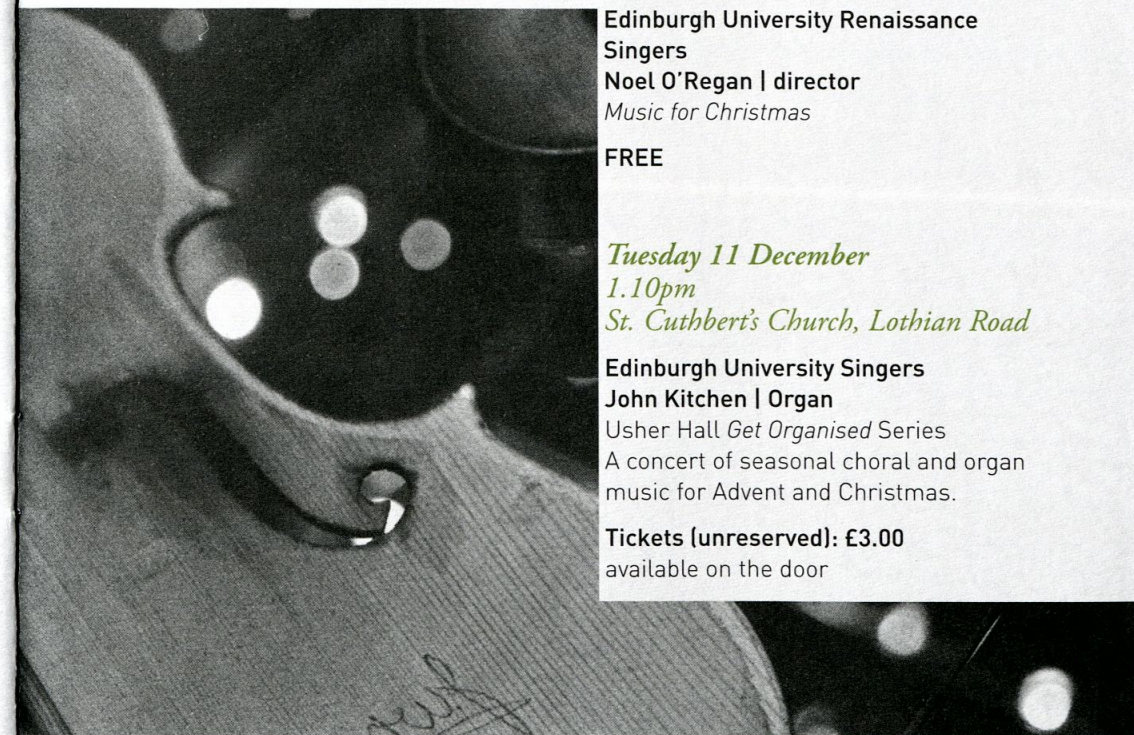 Edinburgh University Renaissance
Singers
Noel O'Regan | director
Music for Christmas
FREE
Tuesday 11 December
1.10pm
St. Cuthbert's Church, Lothian Road
Edinburgh University Singers
John Kitchen | Organ
Usher Hall Get Organised Series
A concert of seasonal choral and organ
music for Advent and Christmas.
Tickets (unreserved): £3.00
available on the door